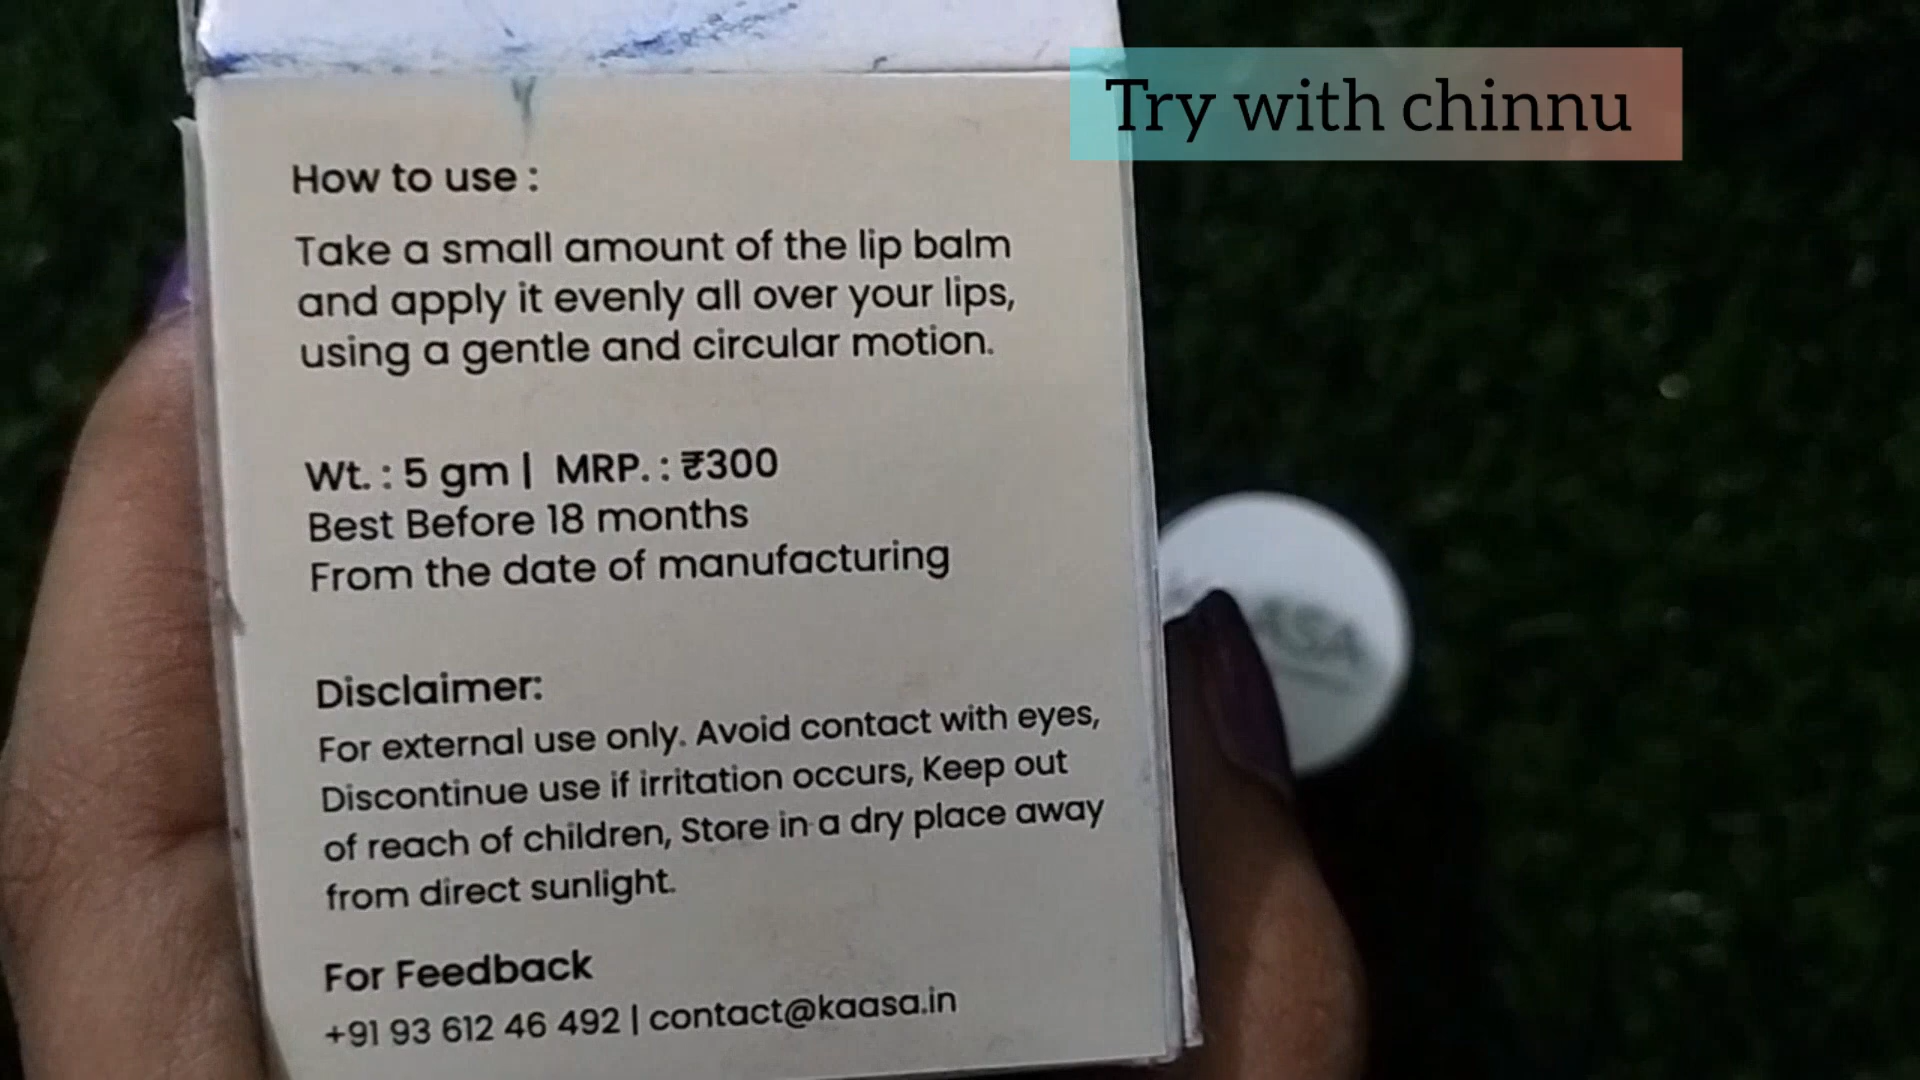 Try with chinnu
How to use :
Take a small amount of the lip balm
and apply it evenly all over your lips,
using a gentle and circular motion.
Wt. : 5 gm | MRP. : ₹300
Best Before 18 months
From the date of manufacturing
Disclaimer:
For external use only. Avoid contact with eyes,
Discontinue use if irritation occurs, Keep out
of reach of children, Store in a dry place away
from direct sunlight.
For Feedback
+91 93 612 46 492 | contact@kaasa.in